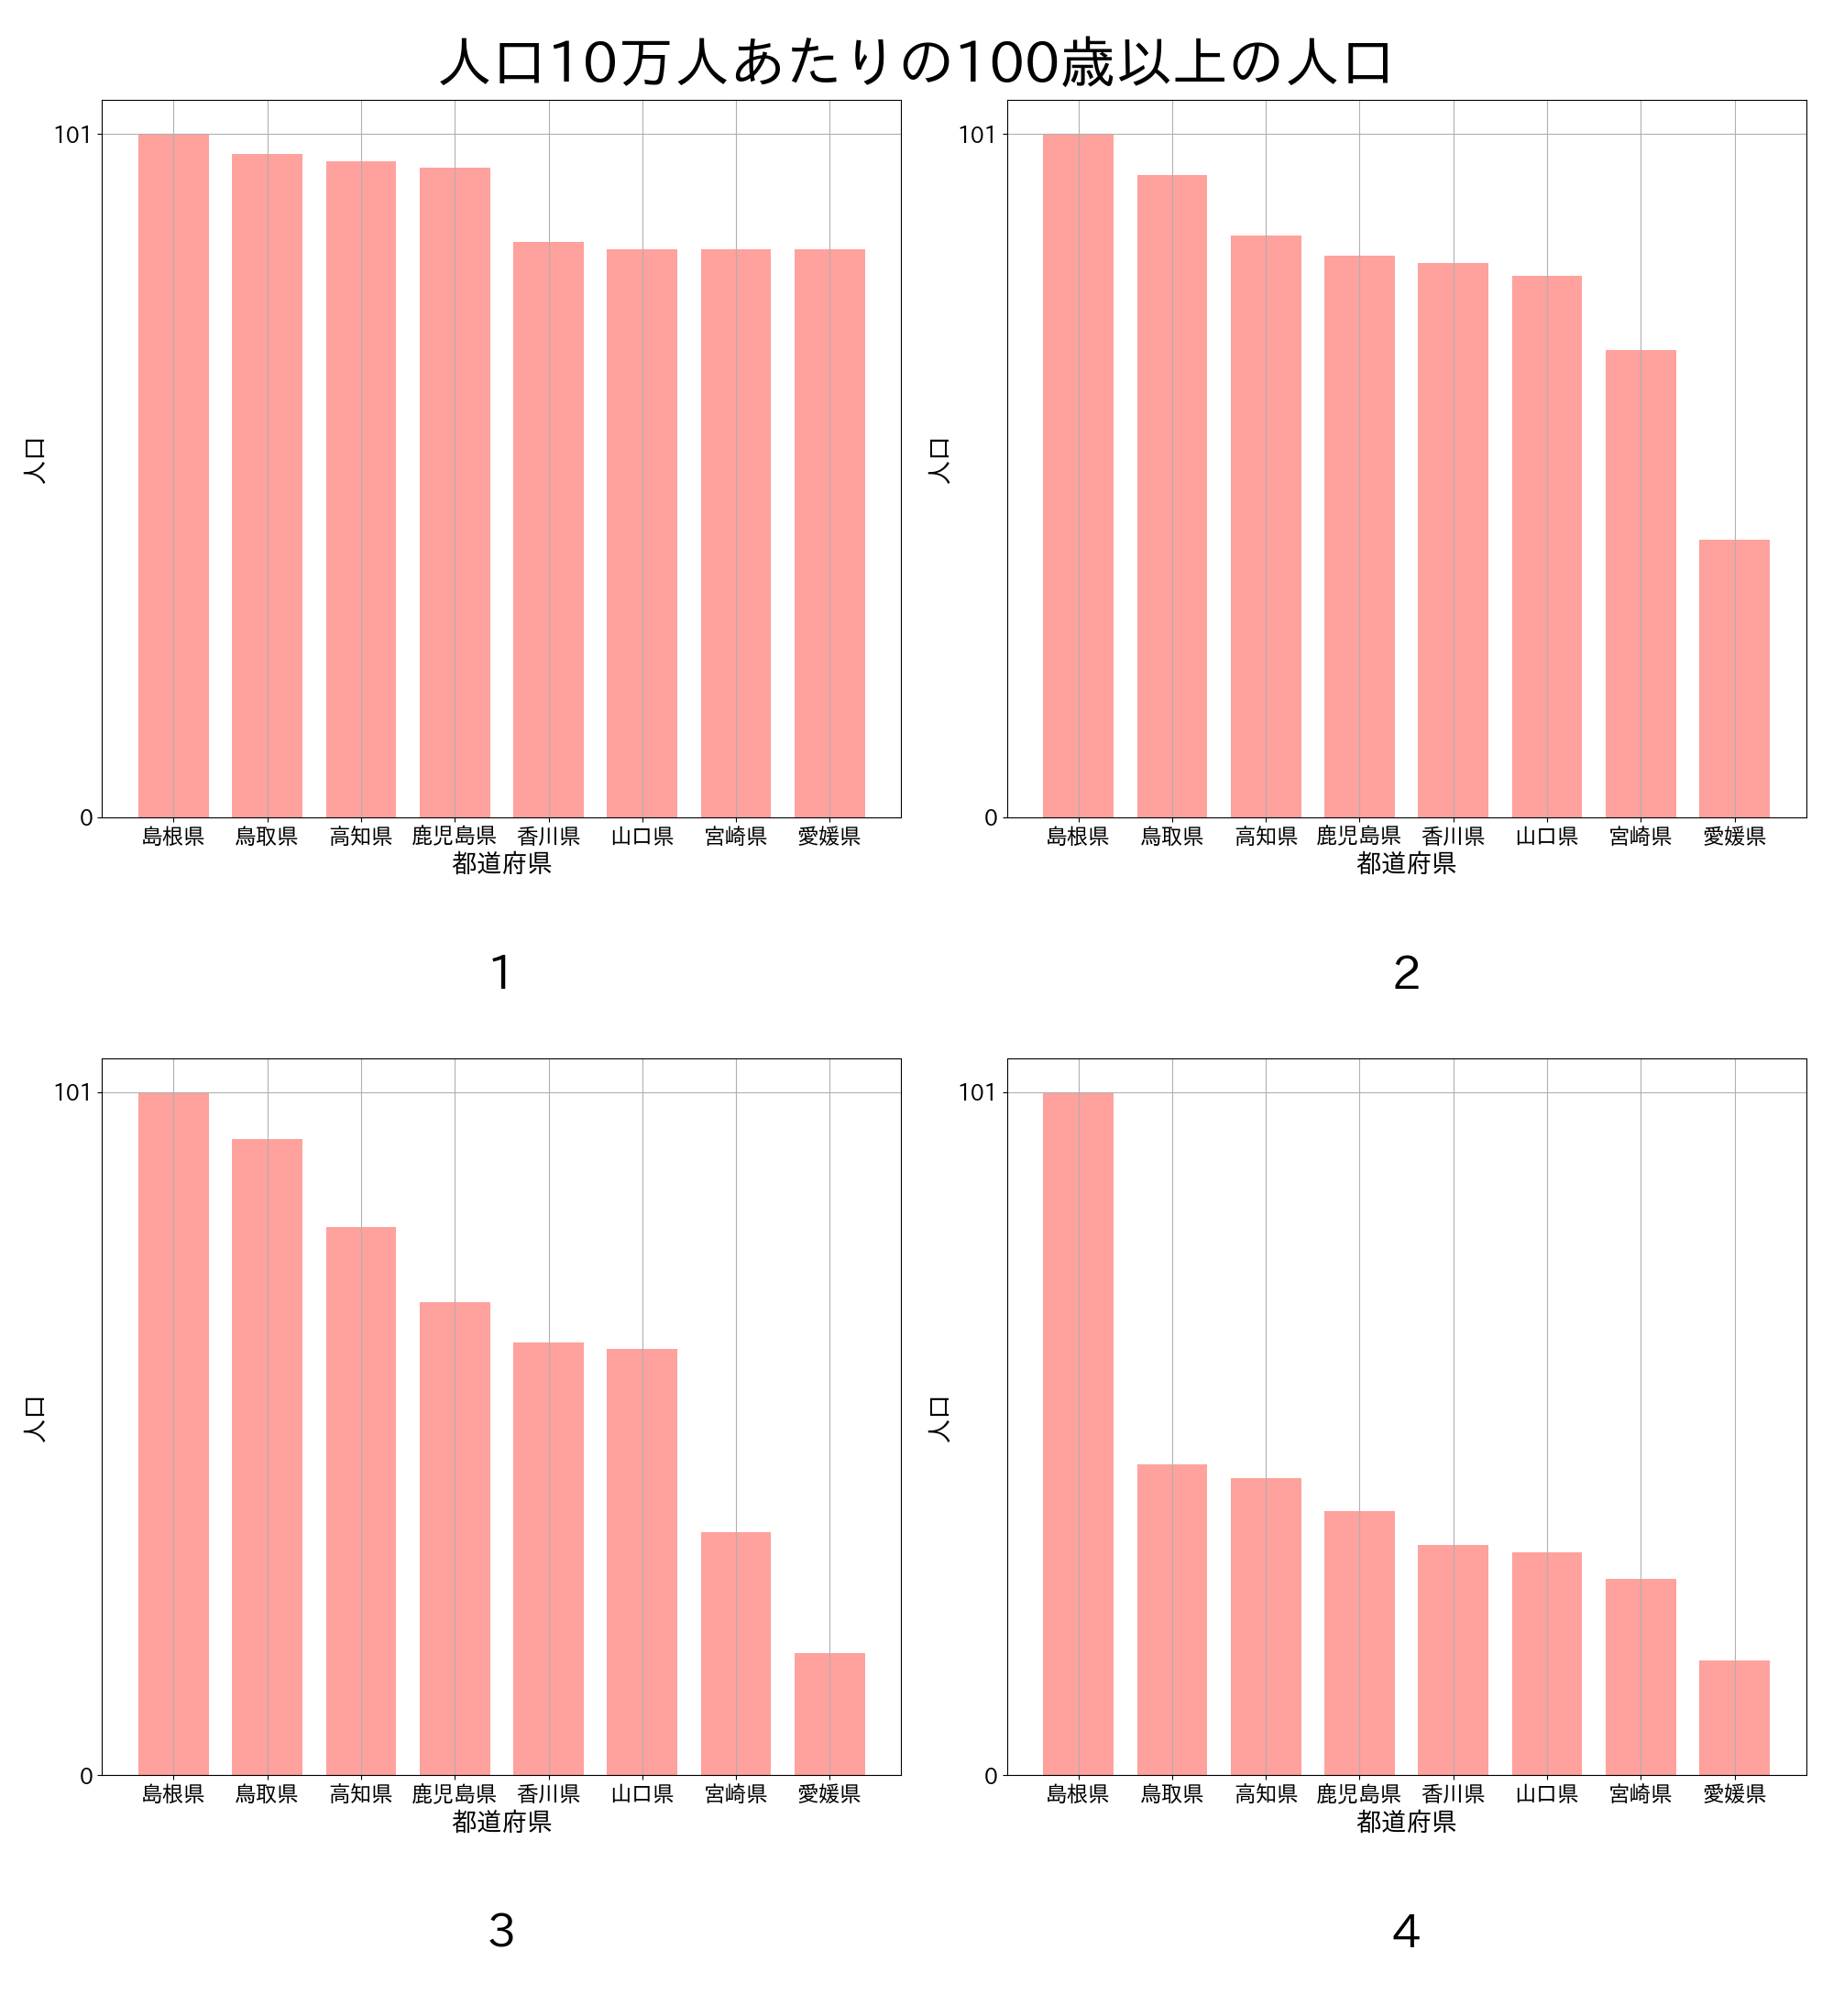 人口10万人あたりの100歳以上の人口
101
0
人口
島根県 鳥取県 高知県 鹿児島県 香川県 山口県 宮崎県 愛媛県
都道府県
1
101
0
人口
島根県 鳥取県 高知県 鹿児島県 香川県 山口県 宮崎県 愛媛県
都道府県
2
101
0
人口
島根県 鳥取県 高知県 鹿児島県 香川県 山口県 宮崎県 愛媛県
都道府県
3
101
0
人口
島根県 鳥取県 高知県 鹿児島県 香川県 山口県 宮崎県 愛媛県
都道府県
4